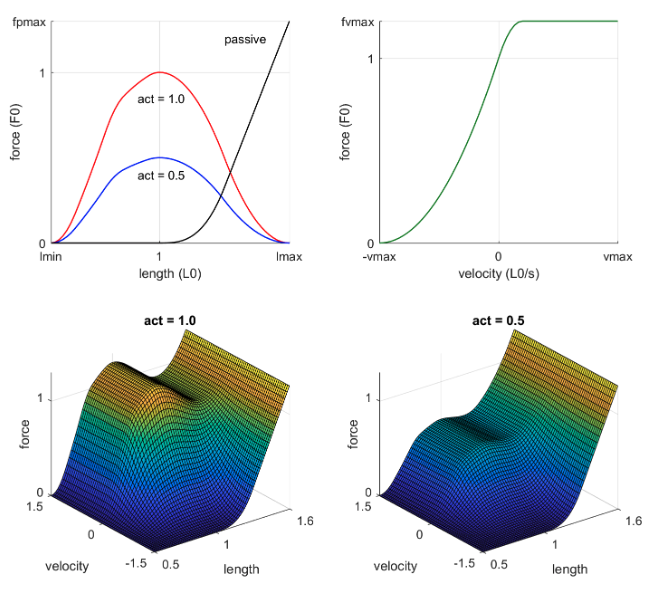 fpmax
passive
1
act = 1.0
act = 0.5
force (F0)
0
lmin
1
lmax
length (L0)
fvmax
1
force (F0)
0
-vmax
0
vmax
velocity (L0/s)
act = 1.0
1
force
0
1.5
0
-1.5
velocity
0.5
1
1.6
length
act = 0.5
1
force
0
1.5
0
-1.5
velocity
0.5
1
1.6
length